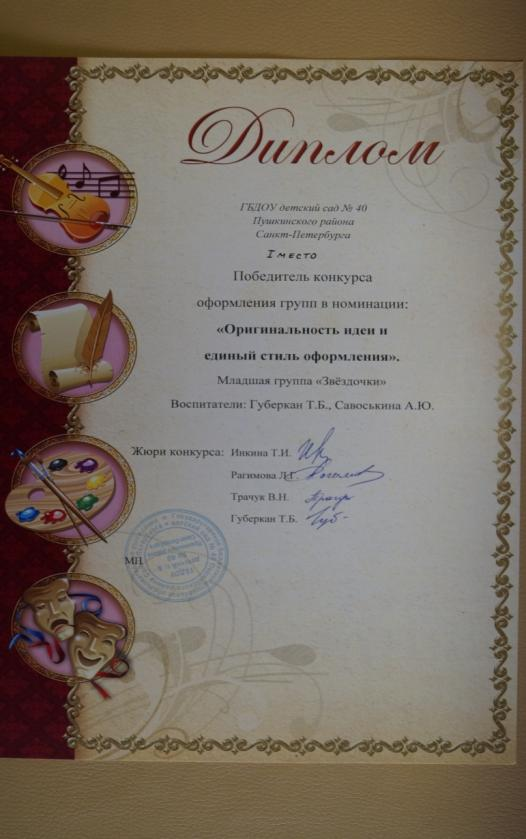 Диплом
ГБДОУ детский сад № 40
Пушкинского района
Санкт-Петербурга
I место
Победитель конкурса
оформления групп в номинации:
«Оригинальность идеи и
единый стиль оформления».
Младшая группа «Звёздочки»
Воспитатели: Губеркан Т.Б., Савоськина А.Ю.
Жюри конкурса: Инкина Т.И.
Рагимова Л.Г.
Трачук В.Н.
Губеркан Т.Б.
МП